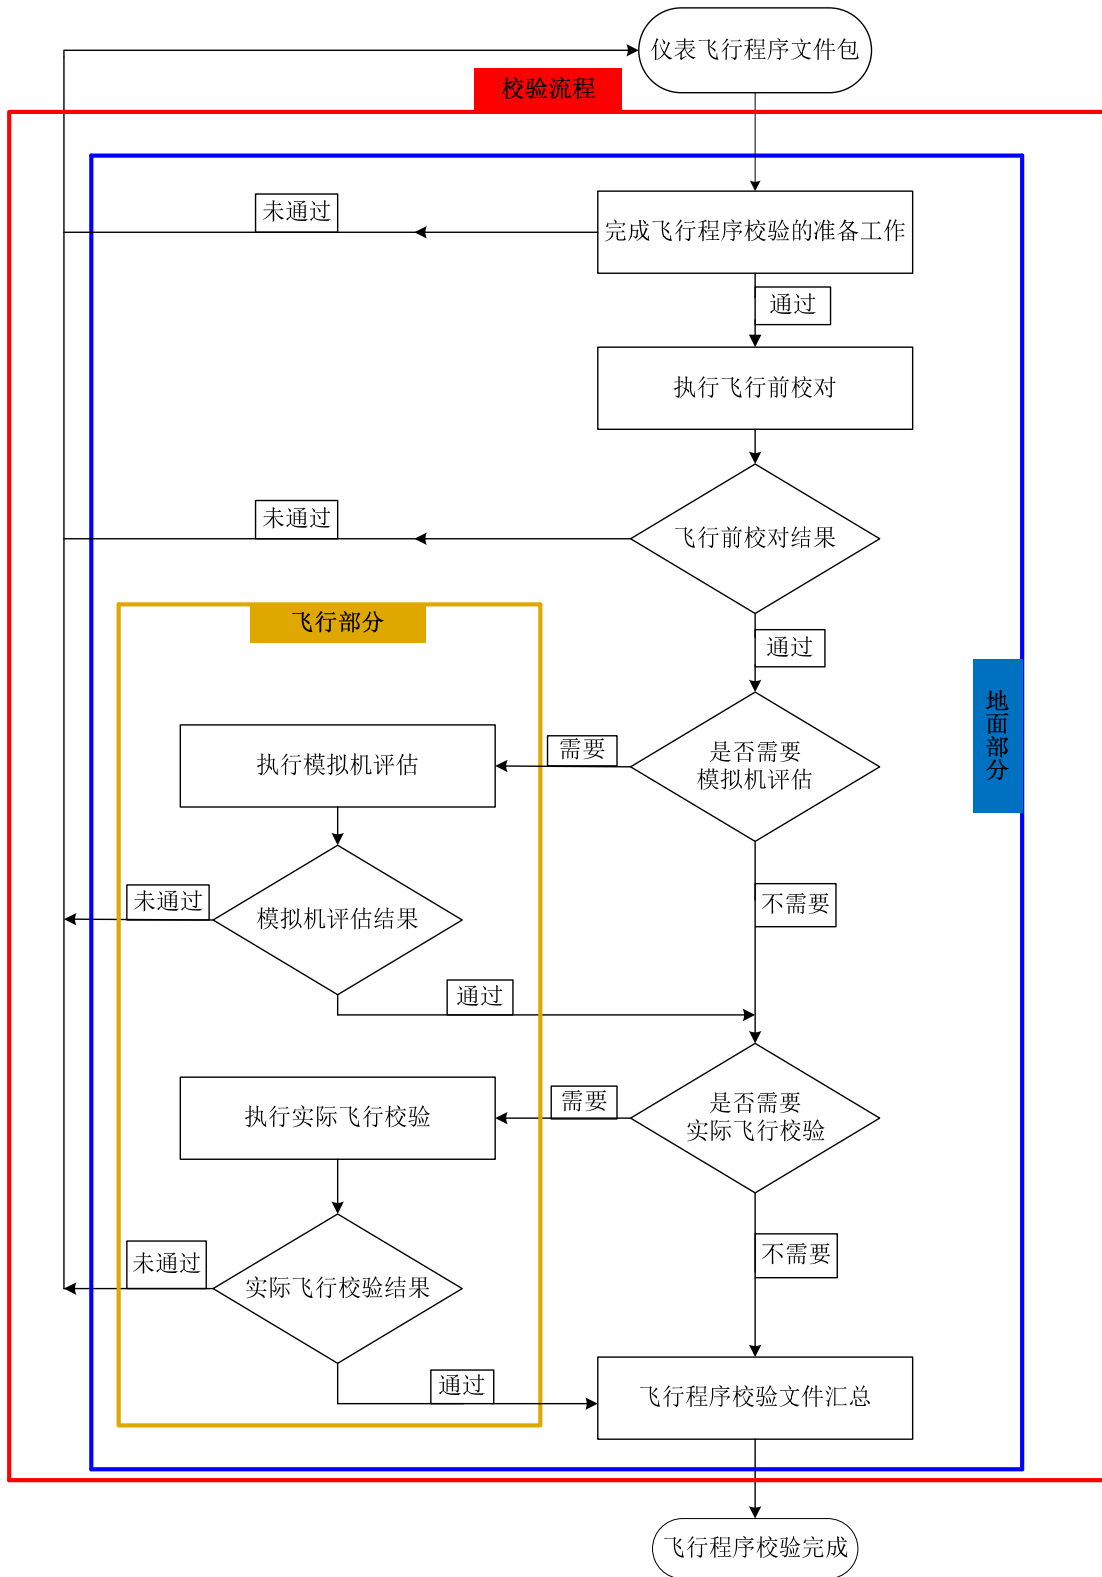 仪表飞行程序文件包
校验流程
未通过
完成飞行程序校验的准备工作
通过
执行飞行前校对
未通过
飞行前校对结果
飞行部分
通过
地面部分
执行模拟机评估
需要
是否需要
模拟机评估
未通过
模拟机评估结果
不需要
通过
执行实际飞行校验
需要
是否需要
实际飞行校验
未通过
实际飞行校验结果
不需要
通过
飞行程序校验文件汇总
飞行程序校验完成